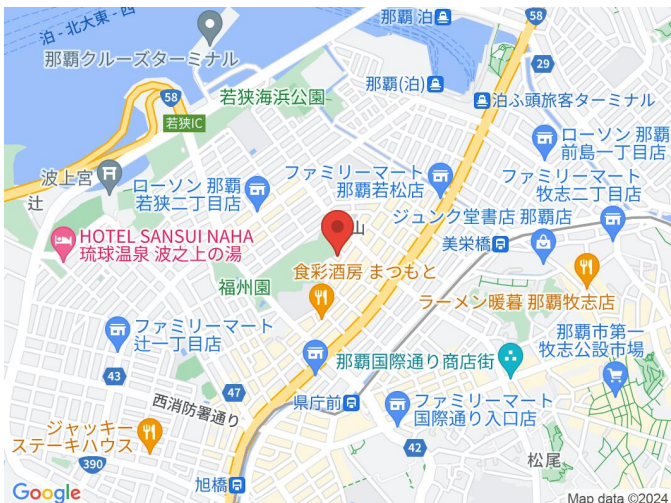 泊 - 北大東 - 西
那覇 泊
58
那覇クルーズターミナル
29
那覇(泊)
若狭海浜公園
泊ふ頭旅客ターミナル
58
若狭IC
ローソン 那覇
前島一丁目店
ファミリーマート
那覇若松店
波上宮
ローソン 那覇
若狭二丁目店
ファミリーマート
牧志二丁目店
辻
ジュンク堂書店 那覇店
山
HOTEL SANSUI NAHA
琉球温泉 波之上の湯
美栄橋
食彩酒房 まつもと
福州園
ラーメン暖暮 那覇牧志店
ファミリーマート
辻一丁目店
那覇市第一
牧志公設市場
那覇国際通り商店街
43
47
西消防署通り
県庁前
ファミリーマート
国際通り入口店
ジャッキー
ステーキハウス
42
390
松尾
旭橋
Google
Map data ©2024